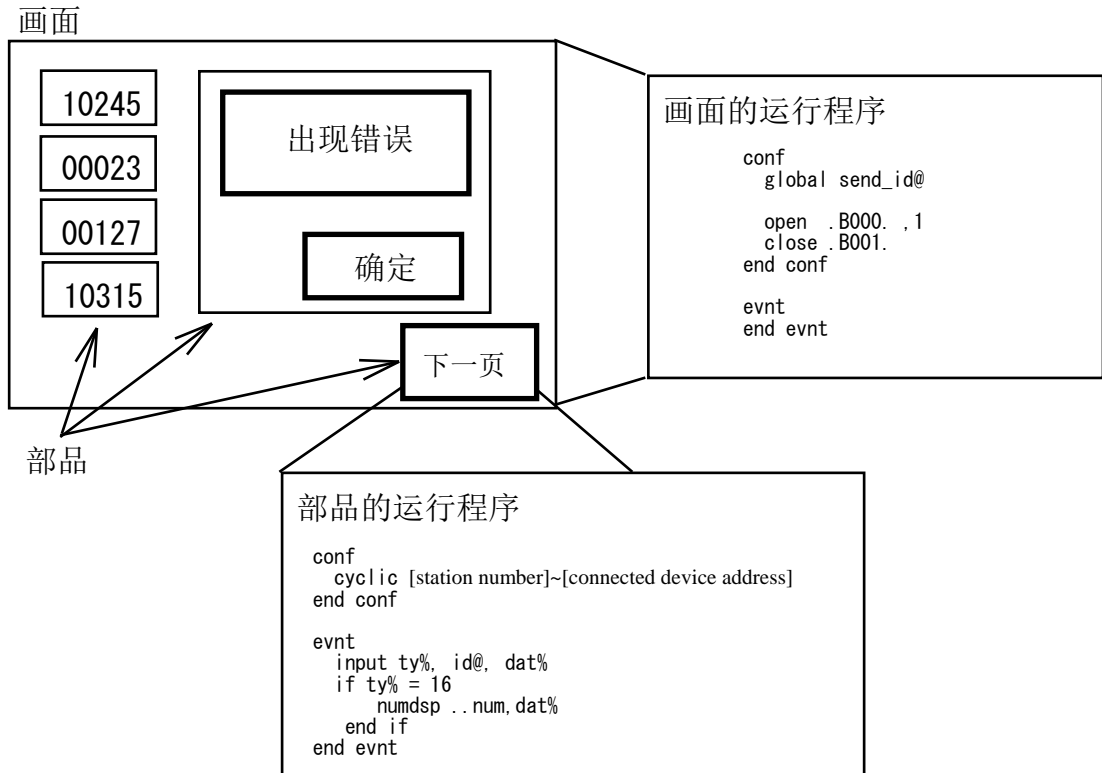 画面
10245
00023
00127
10315
出现错误
确定
下一页
部品
画面的运行程序
conf
global send_id@
open .B000. ,1
close .B001.
end conf
evnt
end evnt
部品的运行程序
conf
cyclic [station number]~[connected device address]
end conf
evnt
input ty%, id@, dat%
if ty% = 16
numdsp ..num,dat%
end if
end evnt